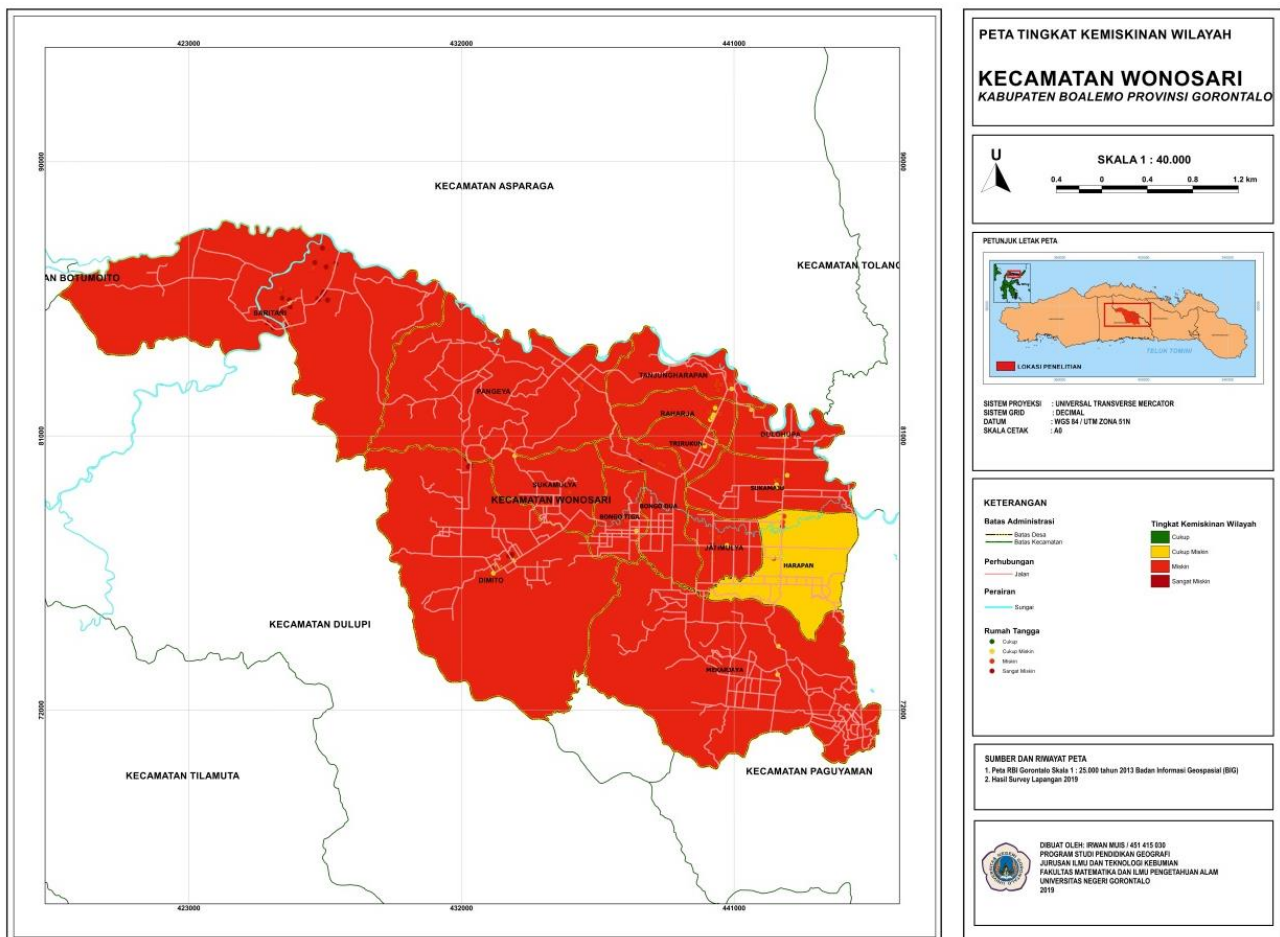 423000
432000
441000
90000
90000
KECAMATAN ASPARAGA
KECAMATAN TOLANG
AN BOTUMOITO
SARITANI
TANJUNGHARAPAN
PANGEYA
RAHARJA
DULOHUPA
TRIRUKUN
81000
81000
SUKAMULYA
SUKAMAJU
KECAMATAN WONOSARI
BONGO DUA
BONGO TIGA
JATIMULYA
HARAPAN
DIMITO
KECAMATAN DULUPI
MEKARJAYA
72000
72000
KECAMATAN TILAMUTA
KECAMATAN PAGUYAMAN
423000
432000
441000
PETA TINGKAT KEMISKINAN WILAYAH
KECAMATAN WONOSARI
KABUPATEN BOALEMO PROVINSI GORONTALO
U
SKALA 1 : 40.000
0.4 0 0.4 0.8 1.2 km
PETUNJUK LETAK PETA
TELUK TOMINI
LOKASI PENELITIAN
SISTEM PROYEKSI : UNIVERSAL TRANSVERSE MERCATOR
SISTEM GRID : DECIMAL
DATUM : WGS 84 / UTM ZONA 51N
SKALA CETAK : A0
KETERANGAN
Batas Administrasi
Batas Desa
Batas Kecamatan
Perhubungan
Jalan
Perairan
Sungai
Rumah Tangga
Cukup
Cukup Miskin
Miskin
Sangat Miskin
Tingkat Kemiskinan Wilayah
Cukup
Cukup Miskin
Miskin
Sangat Miskin
SUMBER DAN RIWAYAT PETA
1. Peta RBI Gorontalo Skala 1 : 25.000 tahun 2013 Badan Informasi Geospasial (BIG)
2. Hasil Survey Lapangan 2019
DIBUAT OLEH: IRWAN MUIS / 451 415 030
PROGRAM STUDI PENDIDIKAN GEOGRAFI
JURUSAN ILMU DAN TEKNOLOGI KEBUMIAN
FAKULTAS MATEMATIKA DAN ILMU PENGETAHUAN ALAM
UNIVERSITAS NEGERI GORONTALO
2019